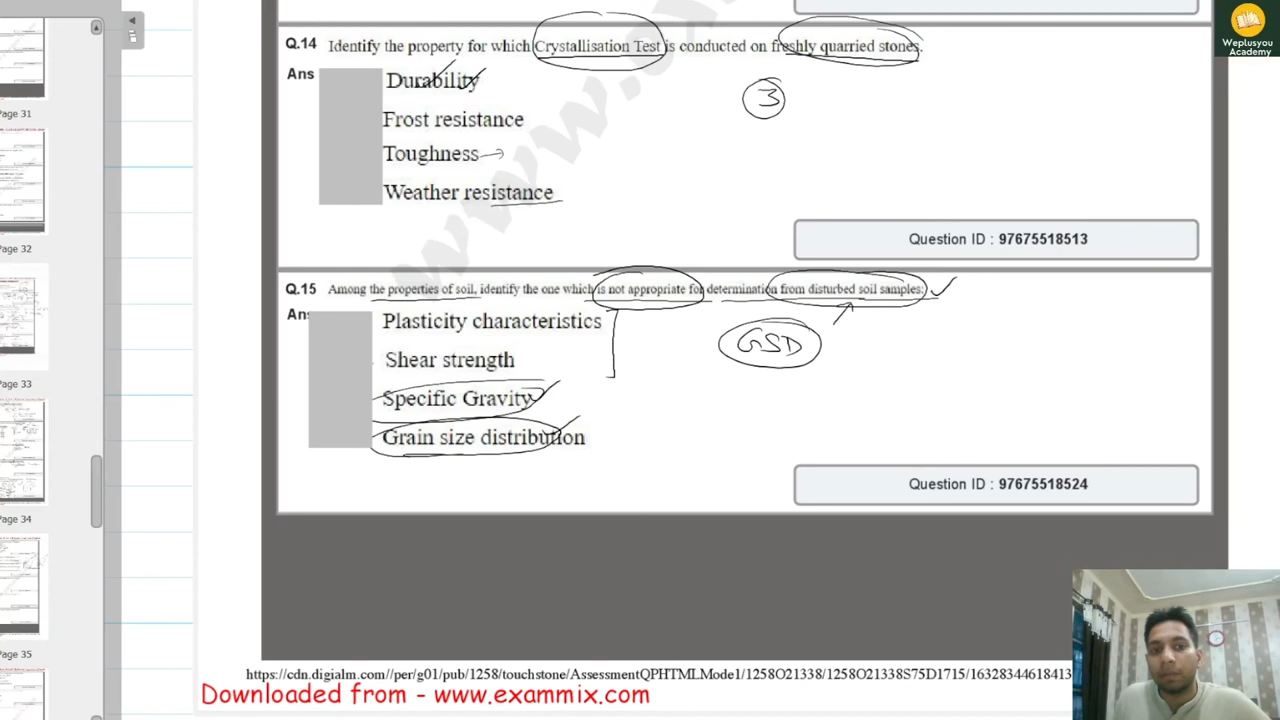 Weplusyou
Academy
Q.14 Identify the property for which Crystallisation Test is conducted on freshly quarried stones.
Ans
Durability
Frost resistance
Toughness
Weather resistance
3
Question ID : 97675518513
Q.15 Among the properties of soil, identify the one which is not appropriate for determination from disturbed soil samples:
Ans
Plasticity characteristics
Shear strength
Specific Gravity
Grain size distribution
GSD
Question ID : 97675518524
Page 31
Page 32
Page 33
Page 34
Page 35
https://cdn.digialm.com//per/g01/pub/1258/touchstone/AssessmentQPHTMLMode1/1258O21338/1258O21338S75D1715/16328344618413
Downloaded from - www.exammix.com